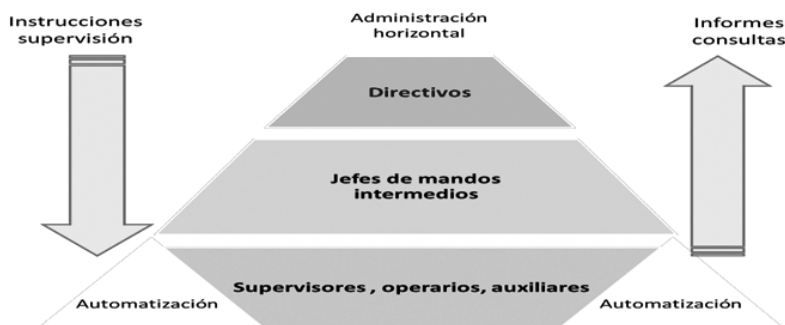 Instrucciones
supervisión
Administración
horizontal
Informes
consultas
Directivos
Jefes de mandos
intermedios
Supervisores , operarios, auxiliares
Automatización
Automatización